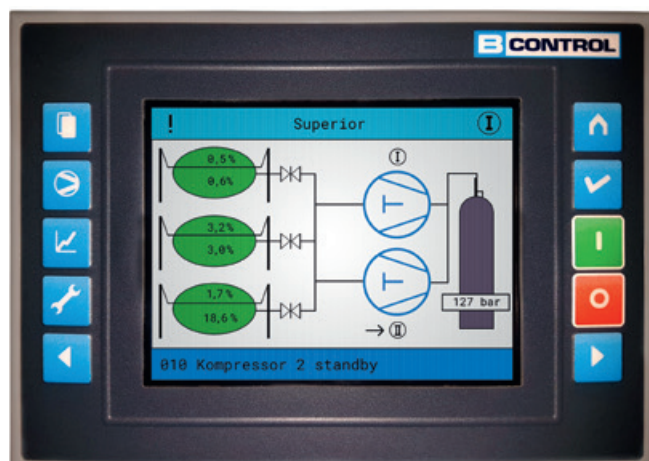 B CONTROL
! Superior I
0,5%
0,6%
I
3,2%
3,0%
1,7%
18,6%
127 bar
→ II
010 Kompressor 2 standby